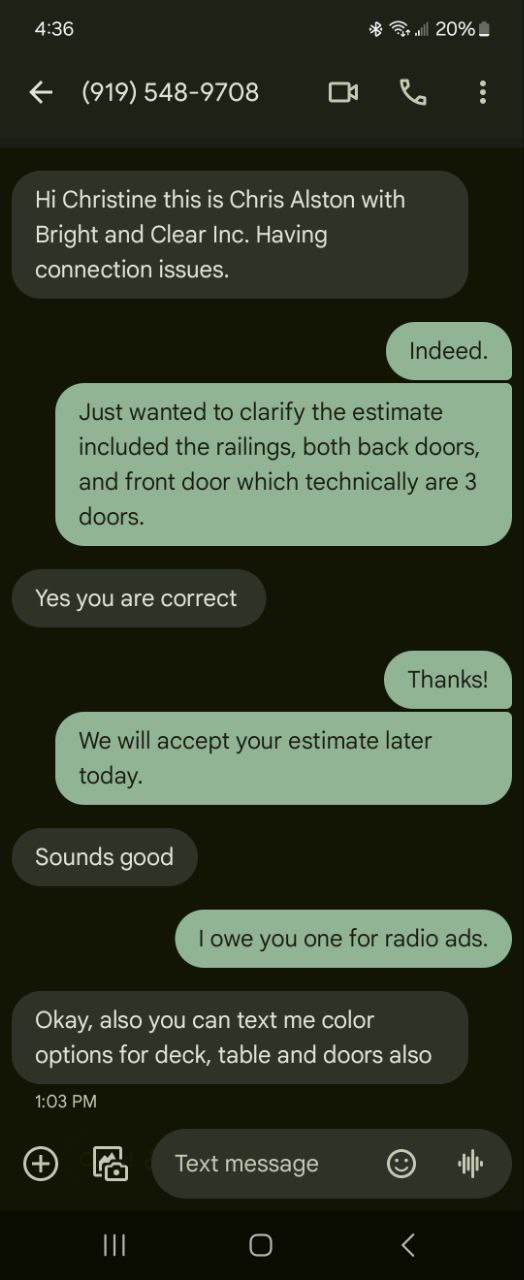 4:36
20%
(919) 548-9708
Hi Christine this is Chris Alston with
Bright and Clear Inc. Having
connection issues.
Indeed.
Just wanted to clarify the estimate
included the railings, both back doors,
and front door which technically are 3
doors.
Yes you are correct
Thanks!
We will accept your estimate later
today.
Sounds good
I owe you one for radio ads.
Okay, also you can text me color
options for deck, table and doors also
1:03 PM
Text message